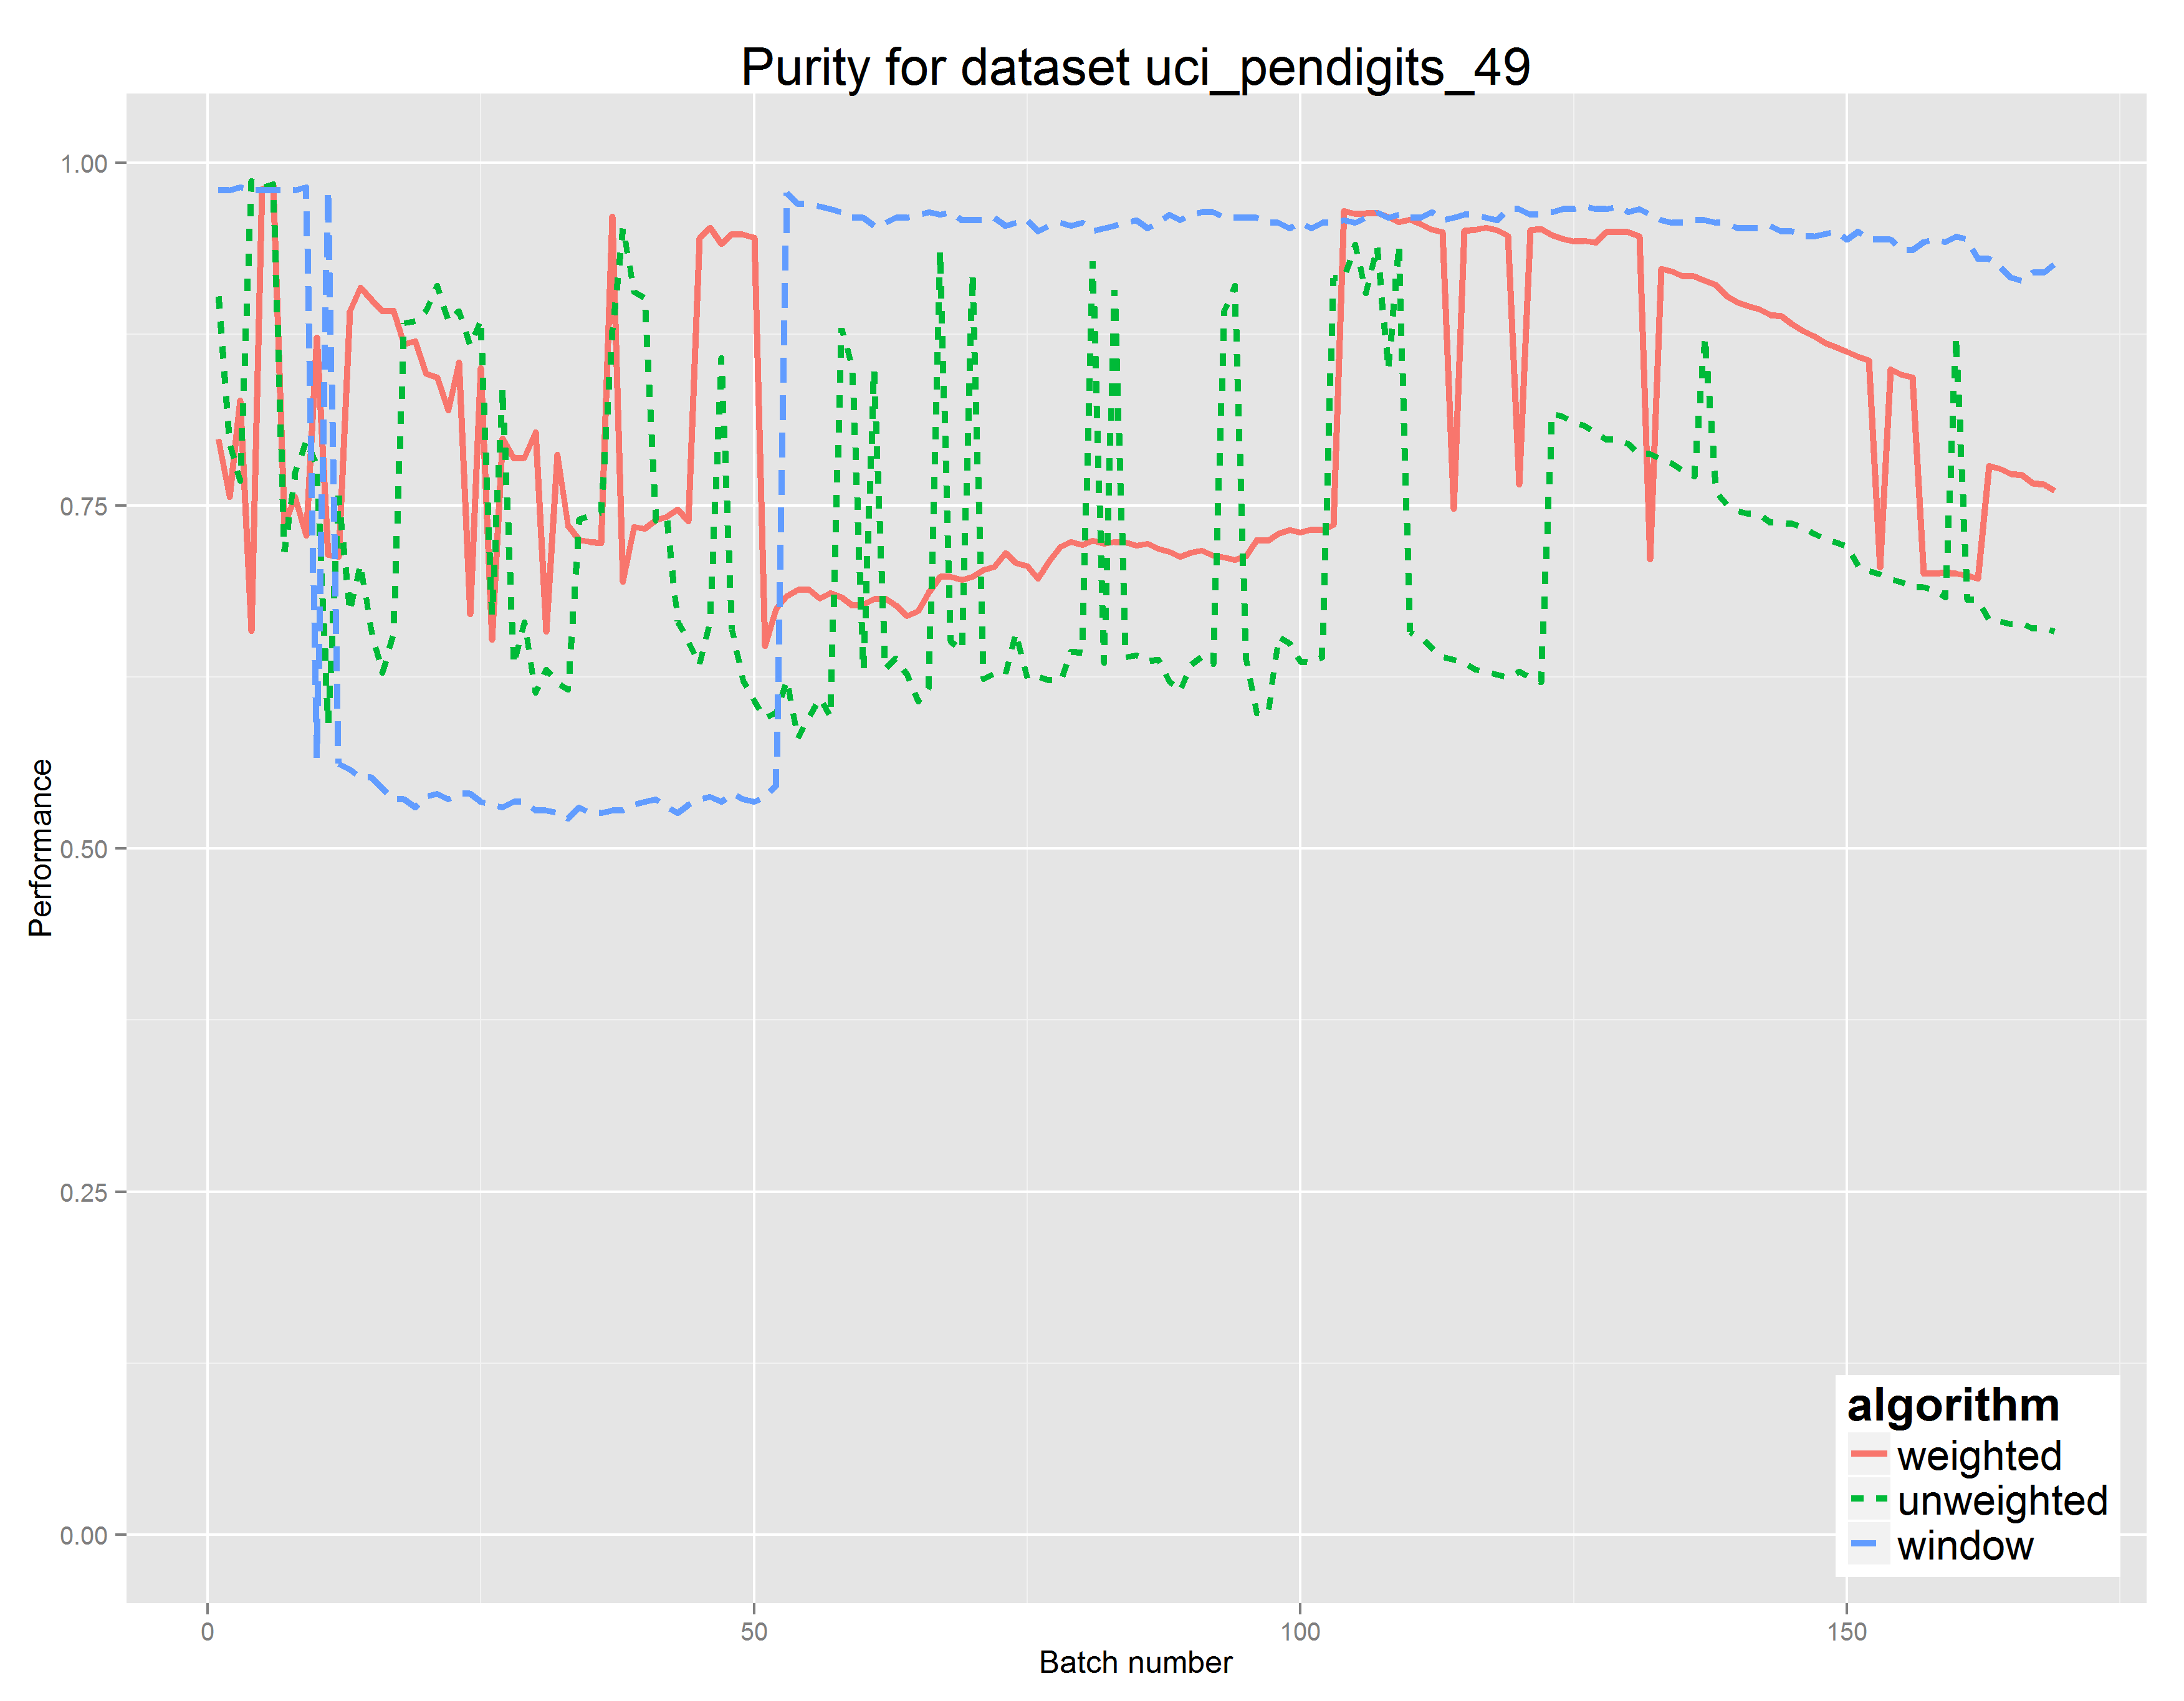 Purity for dataset uci_pendigits_49
1.00
0.75
0.50
0.25
0.00
Performance
0
50
100
150
Batch number
algorithm
weighted
unweighted
window